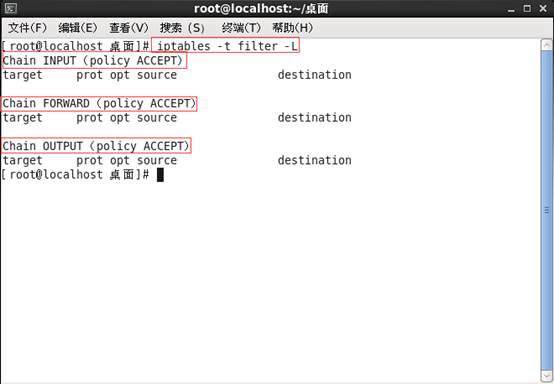 root@localhost:~/桌面
文件(F) 编辑(E) 查看(V) 搜索 (S) 终端(T) 帮助(H)
[root@localhost 桌面]# iptables -t filter -L
Chain INPUT (policy ACCEPT)
target     prot opt source               destination
Chain FORWARD (policy ACCEPT)
target     prot opt source               destination
Chain OUTPUT (policy ACCEPT)
target     prot opt source               destination
[root@localhost 桌面]#